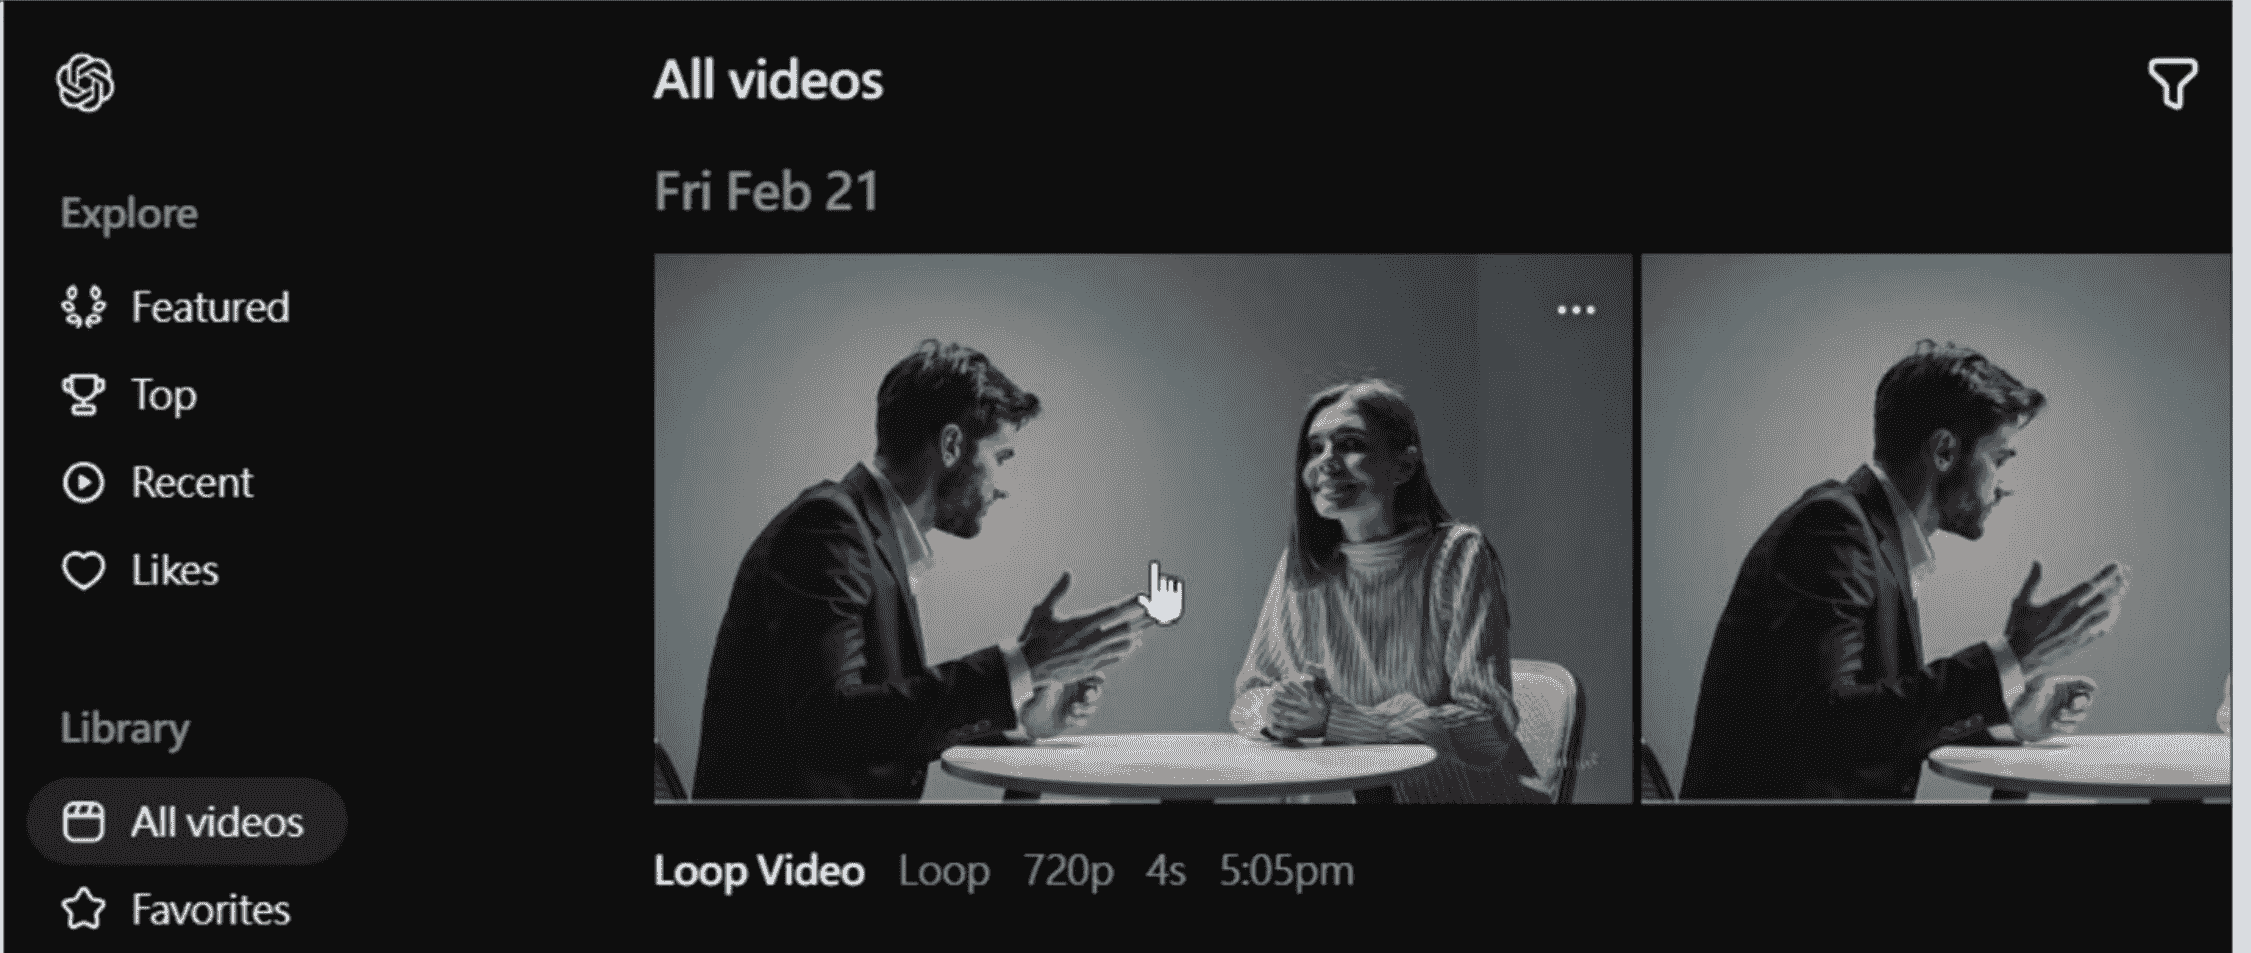 All videos
Fri Feb 21
Explore
Featured
Top
Recent
Likes
Library
All videos
Favorites
Loop Video Loop 720p 4s 5:05pm